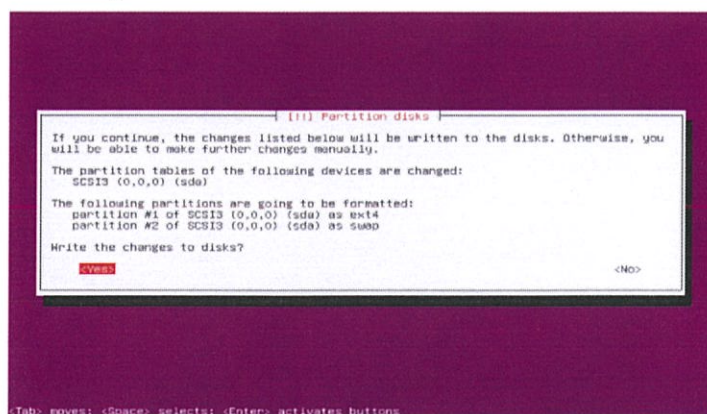 [!!] Partition disks
If you continue, the changes listed below will be written to the disks. Otherwise, you
will be able to make further changes manually.
The partition tables of the following devices are changed:
SCSI3 (0,0,0) (sda)
The following partitions are going to be formatted:
partition #1 of SCSI3 (0,0,0) (sda) as ext4
partition #2 of SCSI3 (0,0,0) (sda) as swap
Write the changes to disks?
<Yes> <No>
<Tab> moves; <Space> selects; <Enter> activates buttons